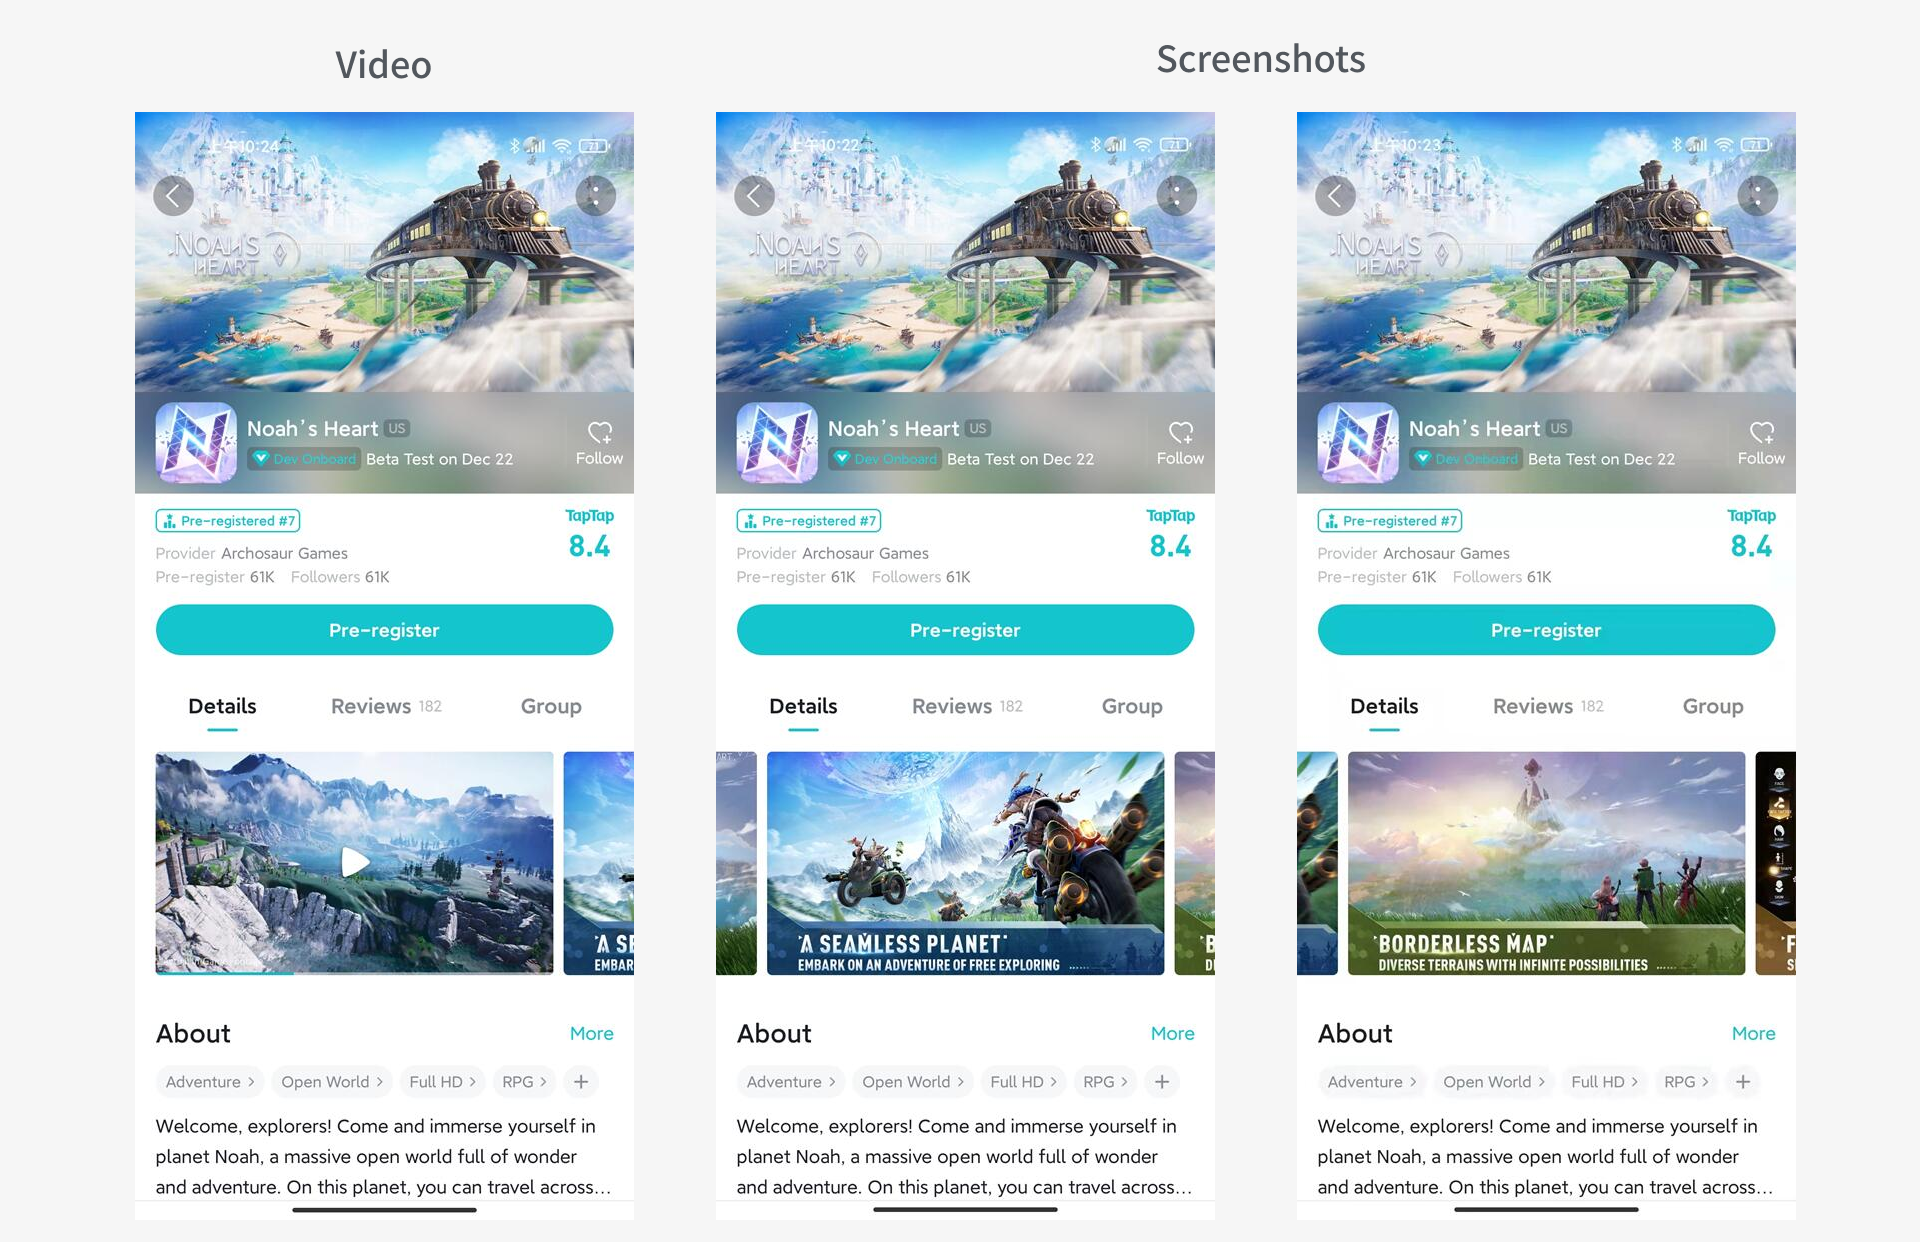 Video
Screenshots
上午10:24
71
NOAH'S
HEART
Noah's Heart US
Dev Onboard Beta Test on Dec 22
Follow
Pre-registered #7
TapTap
8.4
Provider Archosaur Games
Pre-register 61K Followers 61K
Pre-register
Details Reviews 182 Group
'A SE
EMBAR
About More
Adventure > Open World > Full HD > RPG > +
Welcome, explorers! Come and immerse yourself in
planet Noah, a massive open world full of wonder
and adventure. On this planet, you can travel across...
上午10:22
71
NOAH'S
HEART
Noah's Heart US
Dev Onboard Beta Test on Dec 22
Follow
Pre-registered #7
TapTap
8.4
Provider Archosaur Games
Pre-register 61K Followers 61K
Pre-register
Details Reviews 182 Group
'A SEAMLESS PLANET'
EMBARK ON AN ADVENTURE OF FREE EXPLORING ......
'B
DI
About More
Adventure > Open World > Full HD > RPG > +
Welcome, explorers! Come and immerse yourself in
planet Noah, a massive open world full of wonder
and adventure. On this planet, you can travel across...
上午10:23
71
NOAH'S
HEART
Noah's Heart US
Dev Onboard Beta Test on Dec 22
Follow
Pre-registered #7
TapTap
8.4
Provider Archosaur Games
Pre-register 61K Followers 61K
Pre-register
Details Reviews 182 Group
'BORDERLESS MAP'
DIVERSE TERRAINS WITH INFINITE POSSIBILITIES ......
FACE
HAIR
'F
SI
About More
Adventure > Open World > Full HD > RPG > +
Welcome, explorers! Come and immerse yourself in
planet Noah, a massive open world full of wonder
and adventure. On this planet, you can travel across...